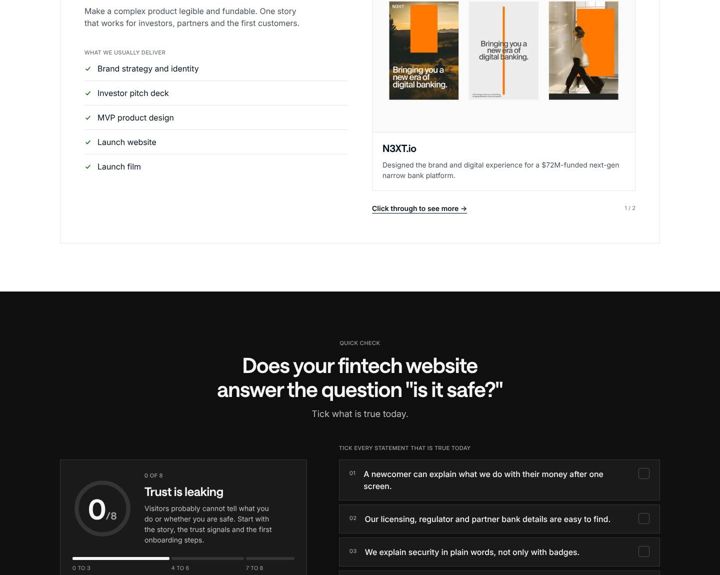 Make a complex product legible and fundable. One story
that works for investors, partners and the first customers.
WHAT WE USUALLY DELIVER
Brand strategy and identity
Investor pitch deck
MVP product design
Launch website
Launch film
N3XT
Bringing you a
new era of
digital banking.
Bringing you a
new era of
digital banking.
N3XT.io
Designed the brand and digital experience for a $72M-funded next-gen
narrow bank platform.
Click through to see more →
1 / 2
QUICK CHECK
Does your fintech website
answer the question "is it safe?"
Tick what is true today.
0 OF 8
0/8
Trust is leaking
Visitors probably cannot tell what you
do or whether you are safe. Start with
the story, the trust signals and the first
onboarding steps.
0 TO 3
4 TO 6
7 TO 8
TICK EVERY STATEMENT THAT IS TRUE TODAY
01 A newcomer can explain what we do with their money after one
screen.
02 Our licensing, regulator and partner bank details are easy to find.
03 We explain security in plain words, not only with badges.